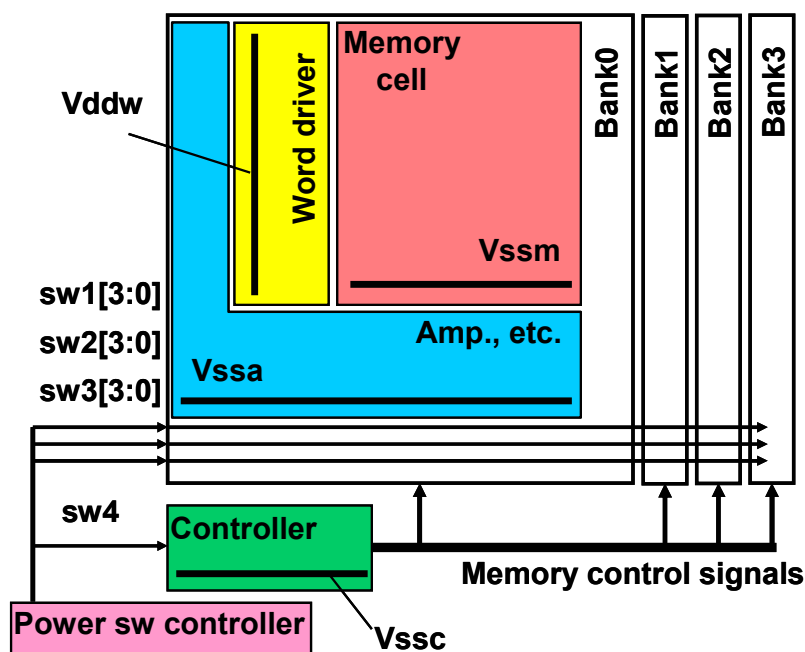 Memory
cell
Word driver
Bank0
Bank1
Bank2
Bank3
Vddw
Vssm
sw1[3:0]
Amp., etc.
sw2[3:0]
Vssa
sw3[3:0]
sw4
Controller
Memory control signals
Power sw controller
Vssc